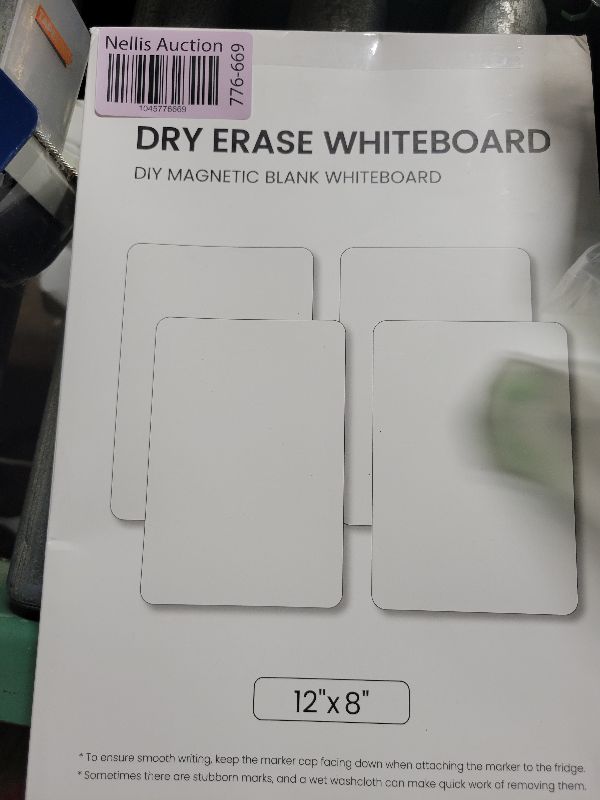 Nellis Auction
776-669
1045776669
DRY ERASE WHITEBOARD
DIY MAGNETIC BLANK WHITEBOARD
12"x 8"
* To ensure smooth writing, keep the marker cap facing down when attaching the marker to the fridge.
* Sometimes there are stubborn marks, and a wet washcloth can make quick work of removing them.